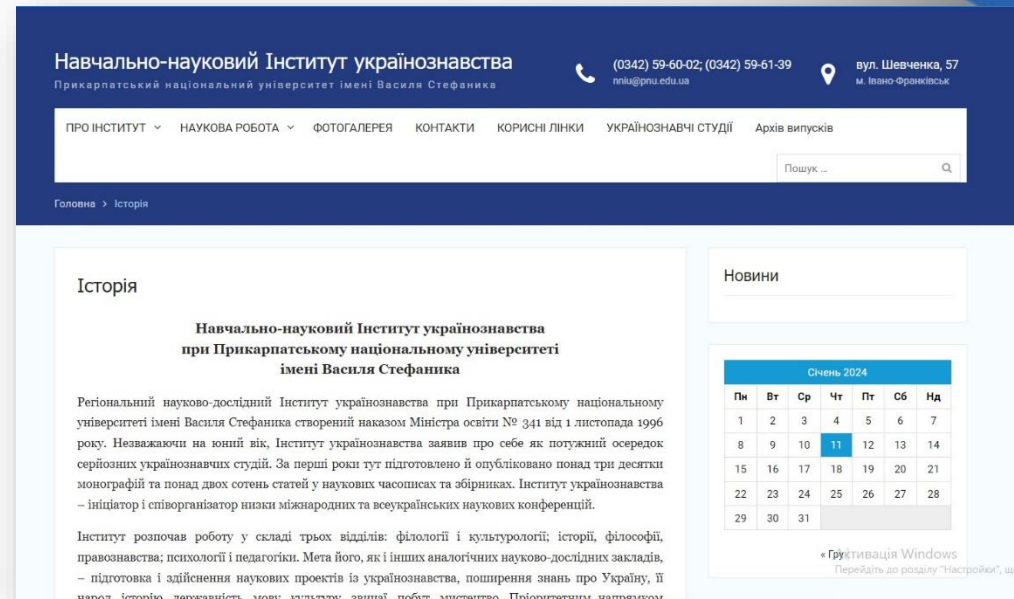 Навчально-науковий Інститут українознавства
Прикарпатський національний університет імені Василя Стефаника
(0342) 59-60-02; (0342) 59-61-39
nniu@pnu.edu.ua
вул. Шевченка, 57
м. Івано-Франківськ
ПРО ІНСТИТУТ НАУКОВА РОБОТА ФОТОГАЛЕРЕЯ КОНТАКТИ КОРИСНІ ЛІНКИ УКРАЇНОЗНАВЧІ СТУДІЇ Архів випусків
Пошук ...
Головна > Історія
Історія
Навчально-науковий Інститут українознавства
при Прикарпатському національному університеті
імені Василя Стефаника
Регіональний науково-дослідний Інститут українознавства при Прикарпатському національному
університеті імені Василя Стефаника створений наказом Міністра освіти № 341 від 1 листопада 1996
року. Незважаючи на юний вік, Інститут українознавства заявив про себе як потужний осередок
серйозних українознавчих студій. За перші роки тут підготовлено й опубліковано понад три десятки
монографій та понад двох сотень статей у наукових часописах та збірниках. Інститут українознавства
– ініціатор і співорганізатор низки міжнародних та всеукраїнських наукових конференцій.
Інститут розпочав роботу у складі трьох відділів: філології і культурології; історії, філософії,
правознавства; психології і педагогіки. Мета його, як і інших аналогічних науково-дослідних закладів,
– підготовка і здійснення наукових проектів із українознавства, поширення знань про Україну, її
народ історію державність мову культуру звичаї побут мистецтво Пріоритетним напрямком
Новини
Січень 2024
Пн Вт Ср Чт Пт Сб Нд
1 2 3 4 5 6 7
8 9 10 11 12 13 14
15 16 17 18 19 20 21
22 23 24 25 26 27 28
29 30 31
« Гру
Активація Windows
Перейдіть до розділу "Настройки", щ